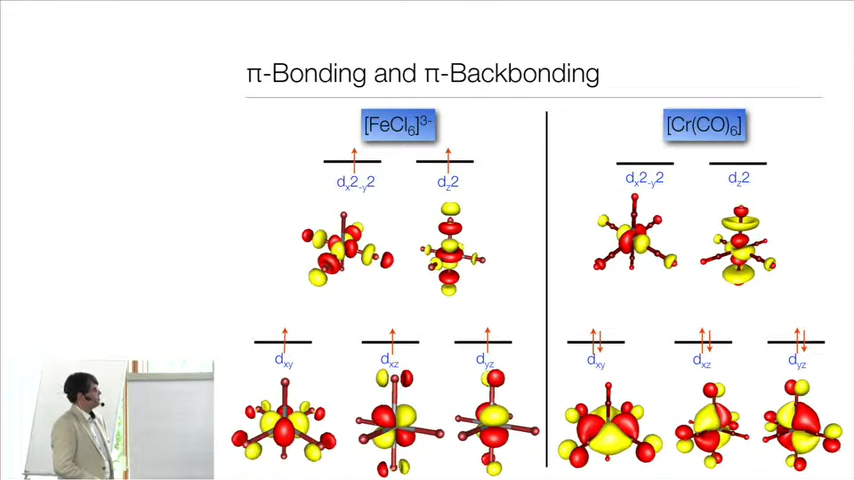 π-Bonding and π-Backbonding
[FeCl6]3-
[Cr(CO)6]
dx2-y2
dz2
dx2-y2
dz2
dxy
dxz
dyz
dxy
dxz
dyz